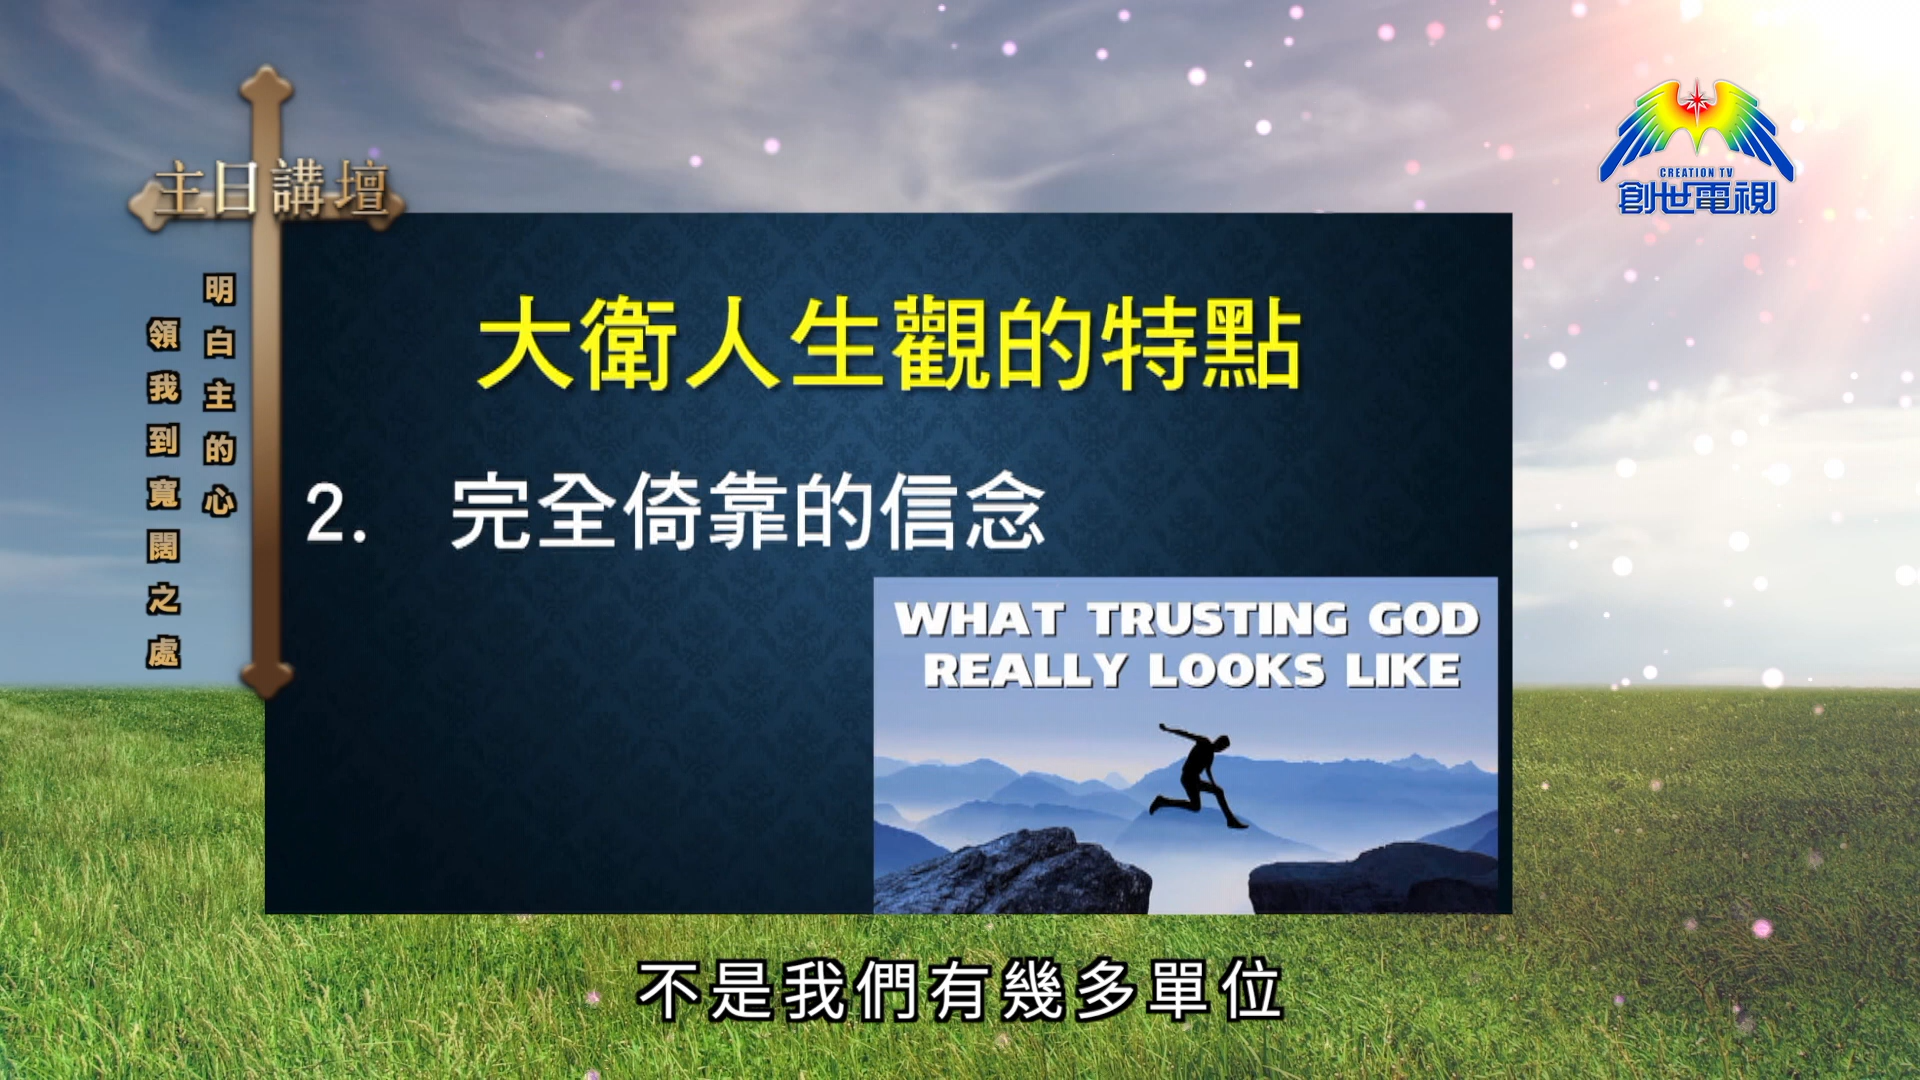 主日講壇
明白主的心
領我到寬闊之處
CREATION TV
創世電視
大衛人生觀的特點
2. 完全倚靠的信念
WHAT TRUSTING GOD
REALLY LOOKS LIKE
不是我們有幾多單位